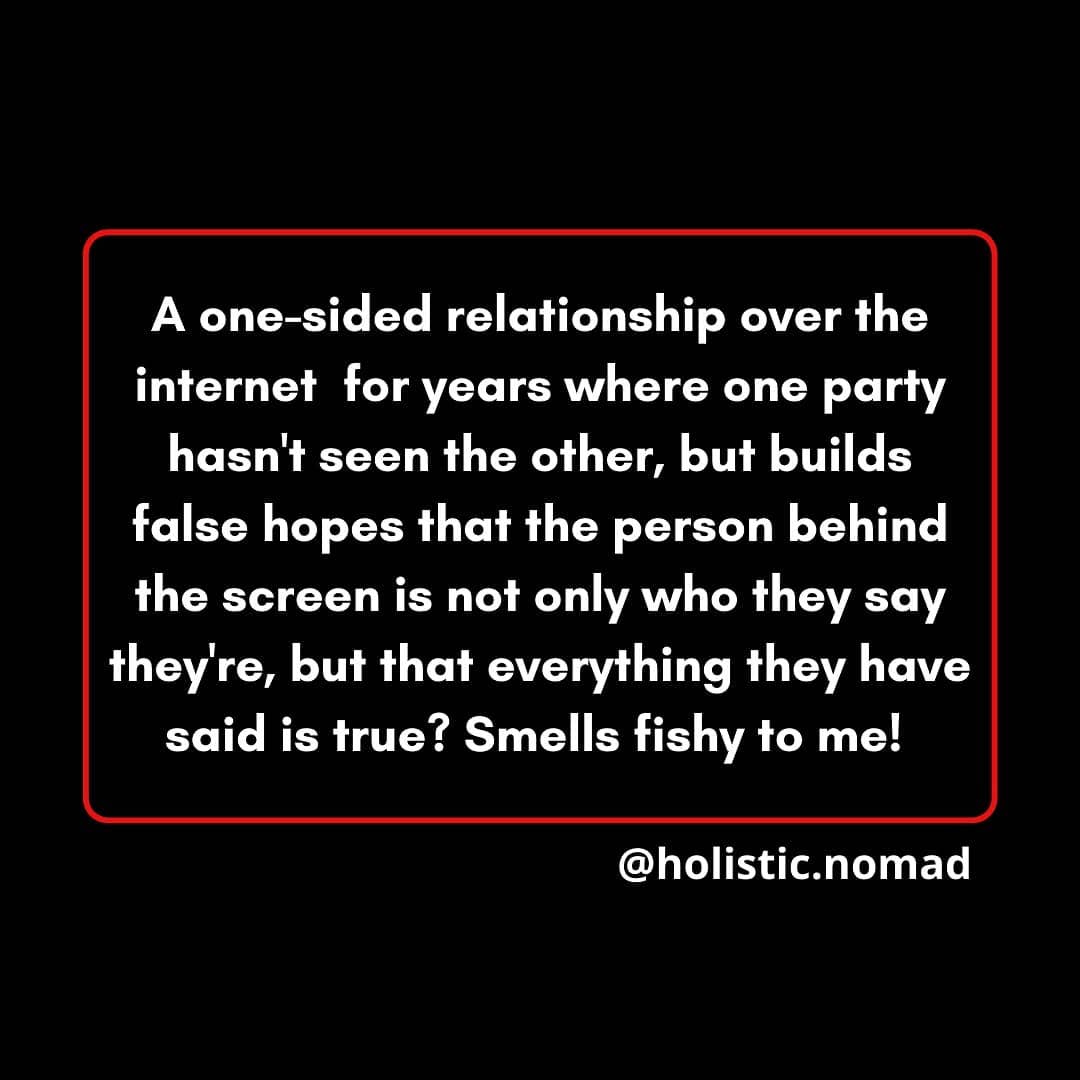 A one-sided relationship over the
internet  for years where one party
hasn't seen the other, but builds
false hopes that the person behind
the screen is not only who they say
they're, but that everything they have
said is true? Smells fishy to me!
@holistic.nomad